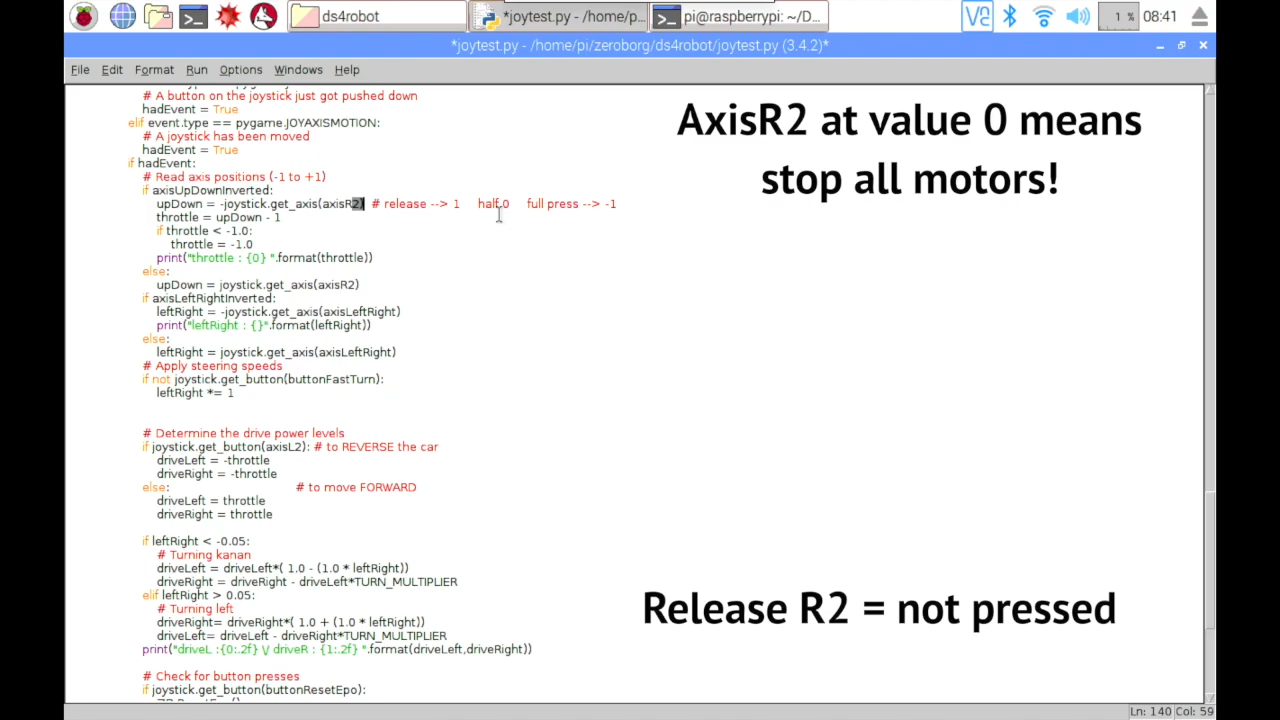 ds4robot
*joytest.py - /home/p...
pi@raspberrypi: ~/D...
1 %
08:41
*joytest.py - /home/pi/zeroborg/ds4robot/joytest.py (3.4.2)*
File Edit Format Run Options Windows Help
# A button on the joystick just got pushed down
hadEvent = True
elif event.type == pygame.JOYAXISMOTION:
# A joystick has been moved
hadEvent = True
if hadEvent:
# Read axis positions (-1 to +1)
if axisUpDownInverted:
updown = -joystick.get_axis(axisR2) # release --> 1 half 0 full press --> -1
throttle = upDown - 1
if throttle < -1.0:
throttle = -1.0
print("throttle : {0} ".format(throttle))
else:
upDown = joystick.get_axis(axisR2)
if axisLeftRightInverted:
leftRight = -joystick.get_axis(axisLeftRight)
print("leftRight : {}".format(leftRight))
else:
leftRight = joystick.get_axis(axisLeftRight)
# Apply steering speeds
if not joystick.get_button(buttonFastTurn):
leftRight *= 1
# Determine the drive power levels
if joystick.get_button(axisL2): # to REVERSE the car
driveLeft = -throttle
driveRight = -throttle
else: # to move FORWARD
driveLeft = throttle
driveRight = throttle
if leftRight < -0.05:
# Turning kanan
driveLeft = driveLeft*( 1.0 - (1.0 * leftRight))
driveRight = driveRight - driveLeft*TURN_MULTIPLIER
elif leftRight > 0.05:
# Turning left
driveRight= driveRight*( 1.0 + (1.0 * leftRight))
driveLeft= driveLeft - driveRight*TURN_MULTIPLIER
print("driveL :{0:.2f} \/ driveR : {1:.2f} ".format(driveLeft,driveRight))
# Check for button presses
if joystick.get_button(buttonResetEpo):
AxisR2 at value 0 means
stop all motors!
Release R2 = not pressed
Ln: 140 Col: 59